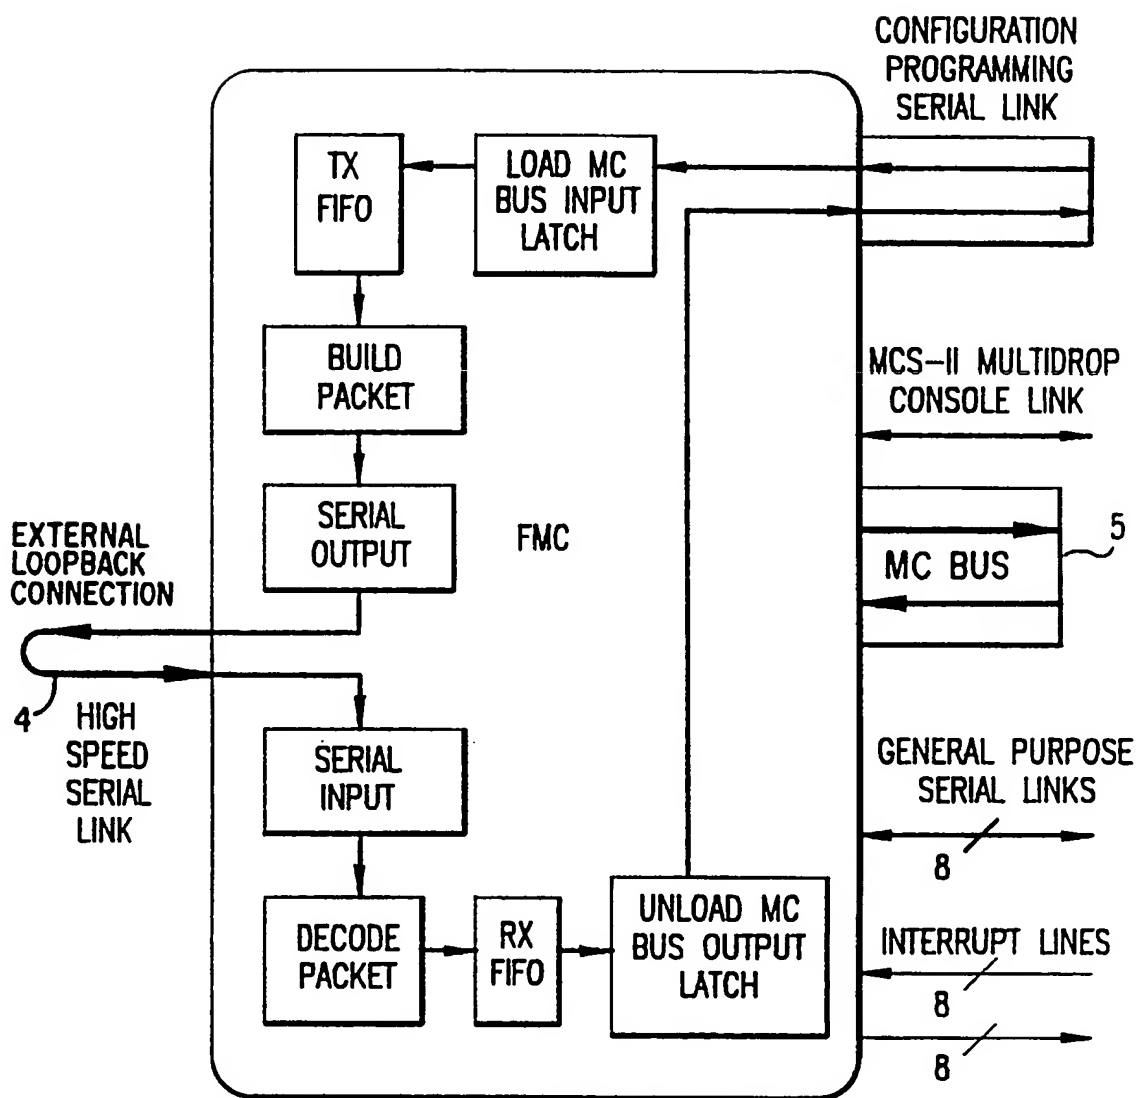 CONFIGURATION
PROGRAMMING
SERIAL LINK
TX
FIFO
LOAD MC
BUS INPUT
LATCH
BUILD
PACKET
MCS-II MULTIDROP
CONSOLE LINK
SERIAL
OUTPUT
FMC
EXTERNAL
LOOPBACK
CONNECTION
MC BUS
5
4
HIGH
SPEED
SERIAL
LINK
SERIAL
INPUT
GENERAL PURPOSE
SERIAL LINKS
8
DECODE
PACKET
RX
FIFO
UNLOAD MC
BUS OUTPUT
LATCH
INTERRUPT LINES
8
8